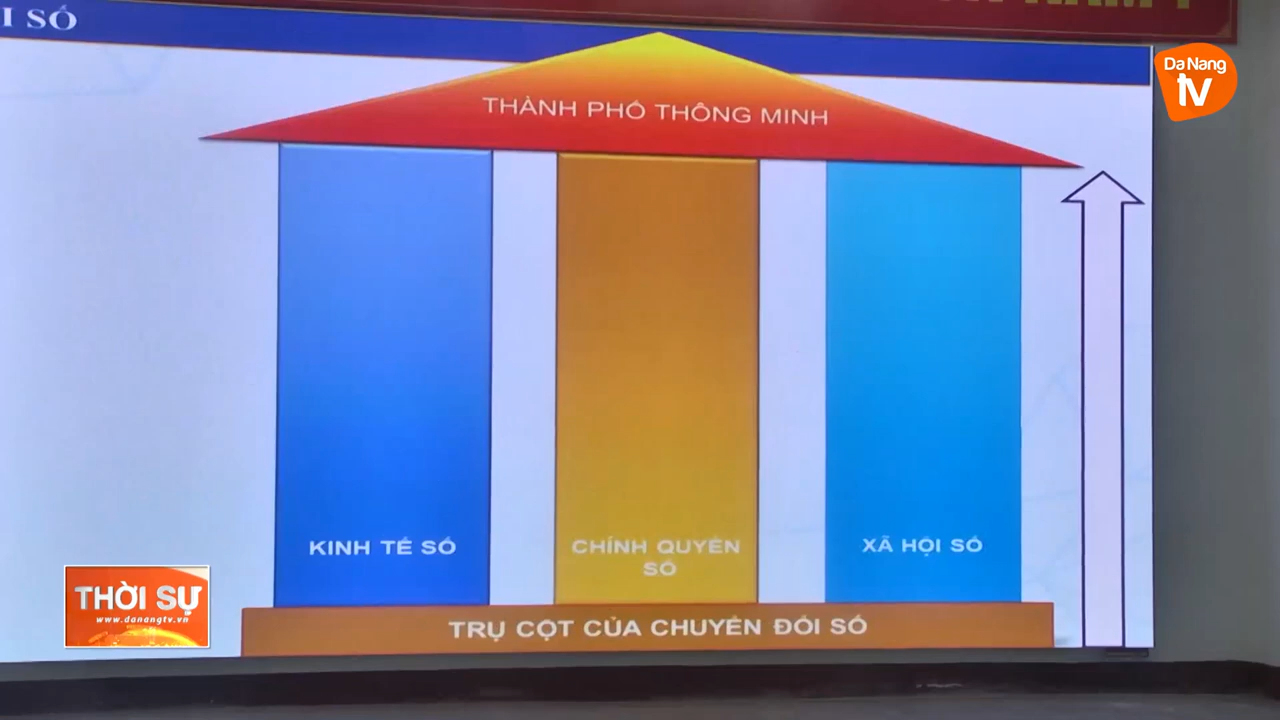 I SỐ
Da Nang
tv
THÀNH PHỐ THÔNG MINH
KINH TẾ SỐ
CHÍNH QUYỀN
SỐ
XÃ HỘI SỐ
TRỤ CỘT CỦA CHUYỂN ĐỔI SỐ
THỜI SỰ
www.danangtv.vn